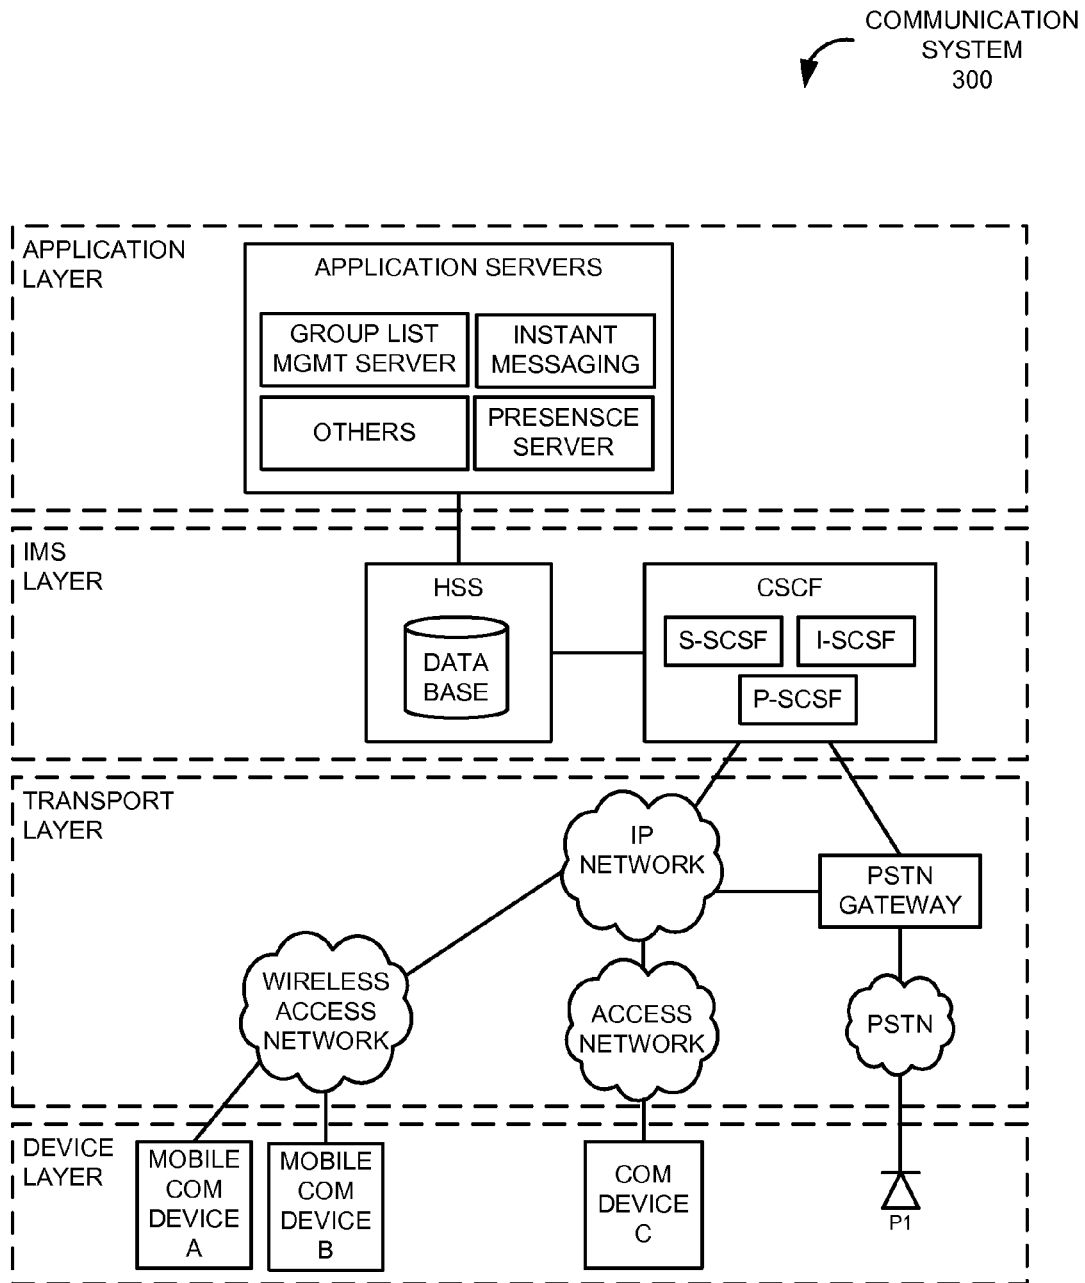 COMMUNICATION
SYSTEM
300
APPLICATION
LAYER
APPLICATION SERVERS
GROUP LIST
MGMT SERVER
INSTANT
MESSAGING
OTHERS
PRESENSCE
SERVER
IMS
LAYER
HSS
DATA
BASE
CSCF
S-SCSF
I-SCSF
P-SCSF
TRANSPORT
LAYER
IP
NETWORK
PSTN
GATEWAY
WIRELESS
ACCESS
NETWORK
ACCESS
NETWORK
PSTN
DEVICE
LAYER
MOBILE
COM
DEVICE
A
MOBILE
COM
DEVICE
B
COM
DEVICE
C
P1